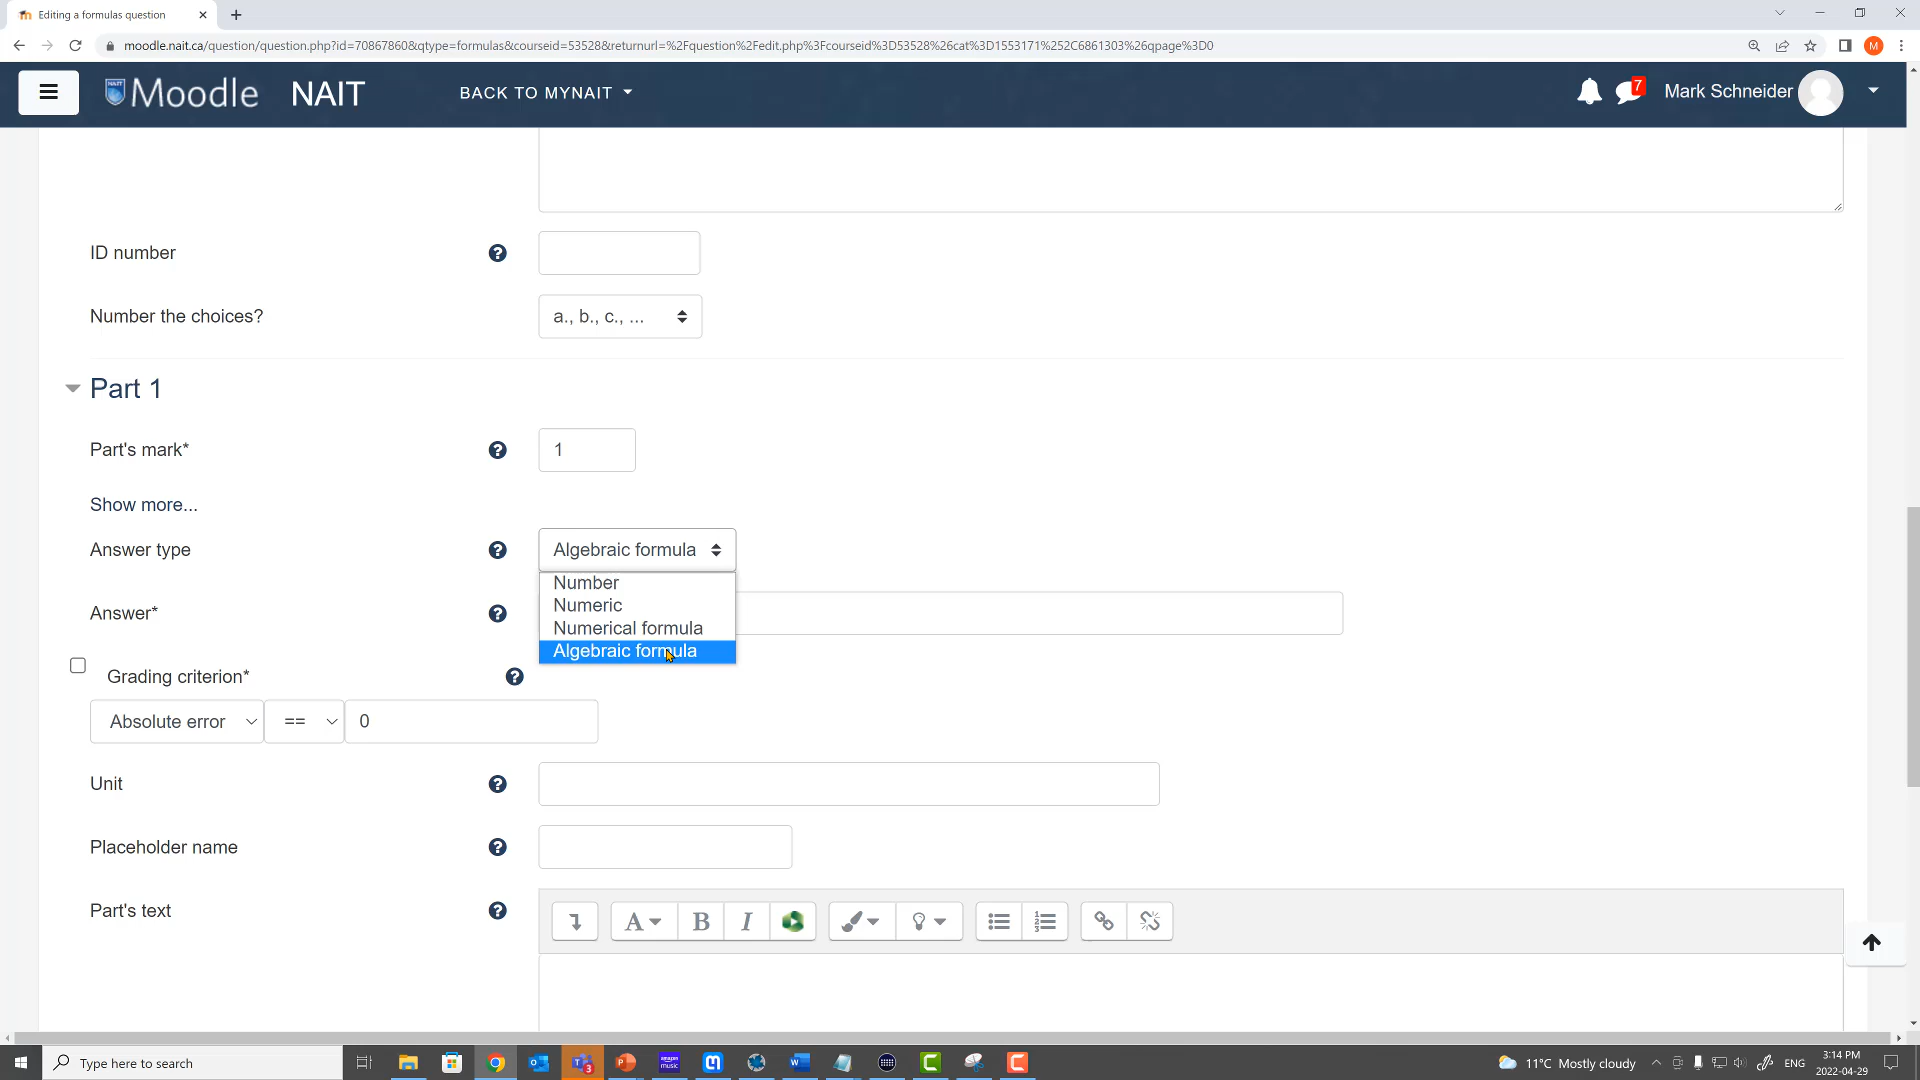 Editing a formulas question
moodle.nait.ca/question/question.php?id=70867860&qtype=formulas&courseid=53528&returnurl=%2Fquestion%2Fedit.php%3Fcourseid%3D53528%26cat%3D1553171%252C6861303%26qpage%3D0
M
NAIT Moodle NAIT BACK TO MYNAIT 7 Mark Schneider
ID number
Number the choices? a., b., c., ...
Part 1
Part's mark* 1
Show more...
Answer type Algebraic formula
Number
Numeric
Numerical formula
Algebraic formula
Answer*
Grading criterion*
Absolute error == 0
Unit
Placeholder name
Part's text
A B I
Type here to search
3
amazon music
11°C Mostly cloudy
ENG
3:14 PM
2022-04-29